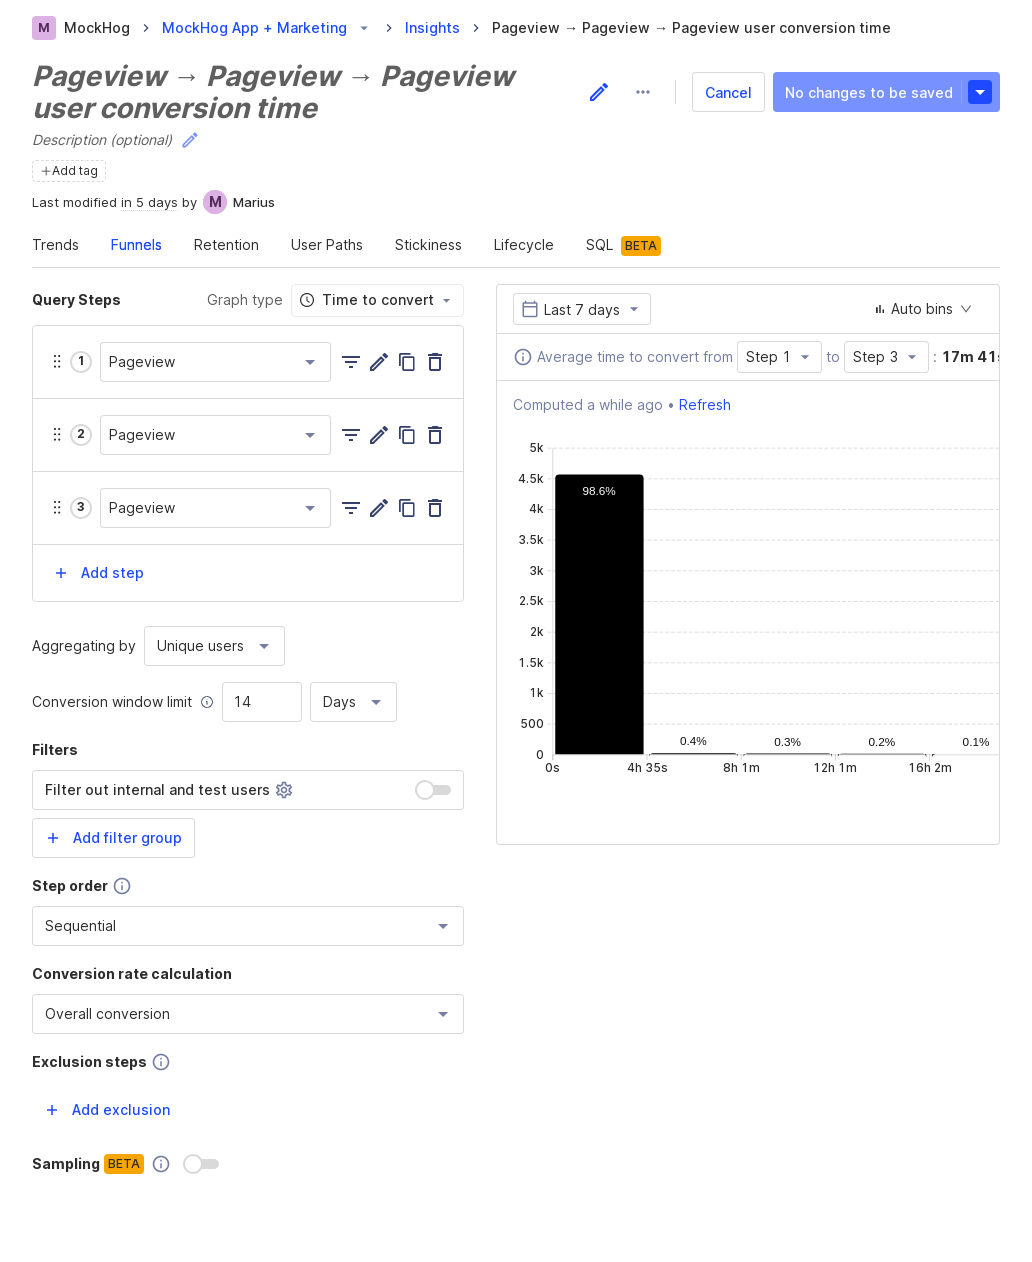 M MockHog > MockHog App + Marketing > Insights > Pageview → Pageview → Pageview user conversion time
Pageview → Pageview → Pageview
user conversion time
Cancel
No changes to be saved
Description (optional)
Add tag
Last modified in 5 days by M Marius
Trends Funnels Retention User Paths Stickiness Lifecycle SQL BETA
Query Steps Graph type Time to convert
1 Pageview
2 Pageview
3 Pageview
Add step
Aggregating by Unique users
Conversion window limit 14 Days
Filters
Filter out internal and test users
Add filter group
Step order
Sequential
Conversion rate calculation
Overall conversion
Exclusion steps
Add exclusion
Sampling BETA
Last 7 days Auto bins
Average time to convert from Step 1 to Step 3 : 17m 41s
Computed a while ago • Refresh
5k
4.5k
4k
3.5k
3k
2.5k
2k
1.5k
1k
500
0
98.6% 0.4% 0.3% 0.2% 0.1%
0s 4h 35s 8h 1m 12h 1m 16h 2m